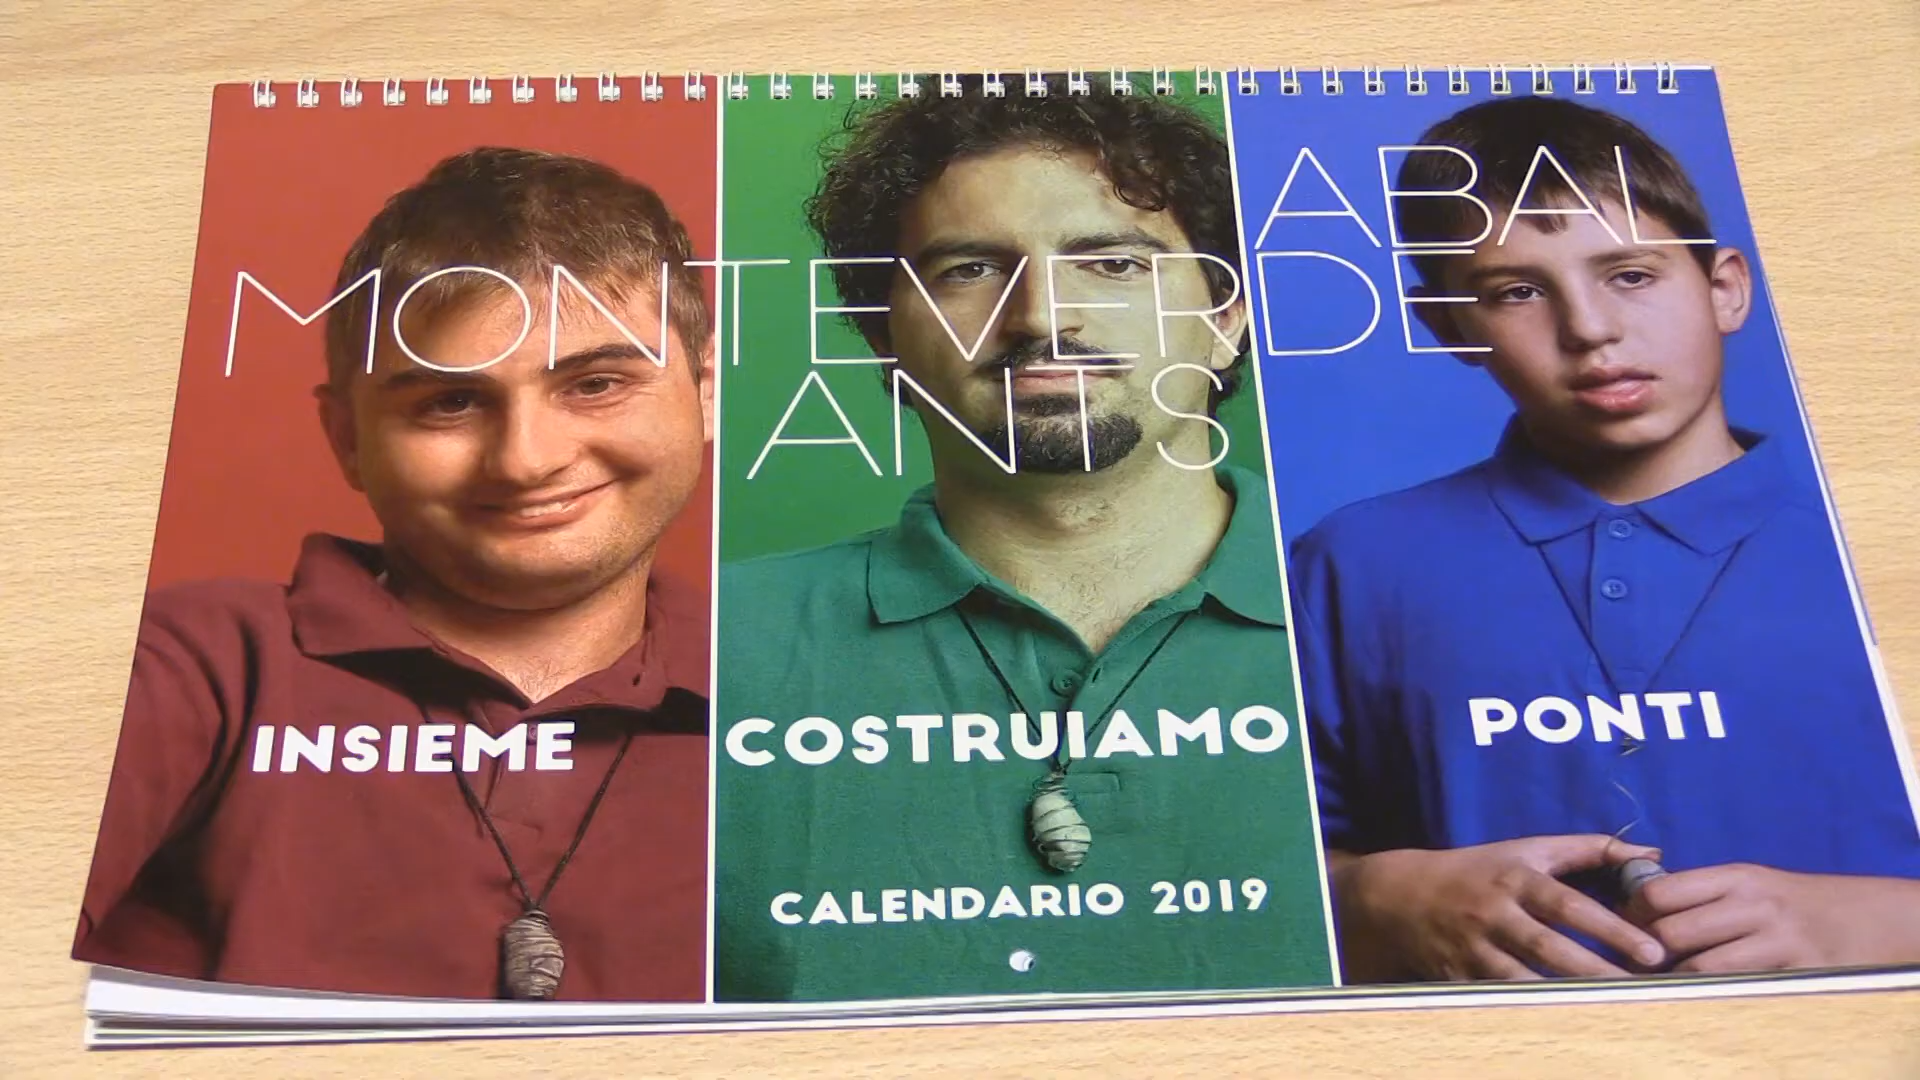 ABAL
MONTEVERDE
ANTS
INSIEME COSTRUIAMO PONTI
CALENDARIO 2019